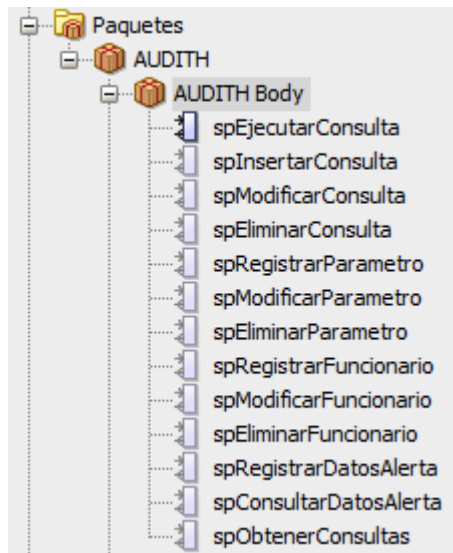 Paquetes
AUDITH
AUDITH Body
spEjecutarConsulta
spInsertarConsulta
spModificarConsulta
spEliminarConsulta
spRegistrarParametro
spModificarParametro
spEliminarParametro
spRegistrarFuncionario
spModificarFuncionario
spEliminarFuncionario
spRegistrarDatosAlerta
spConsultarDatosAlerta
spObtenerConsultas